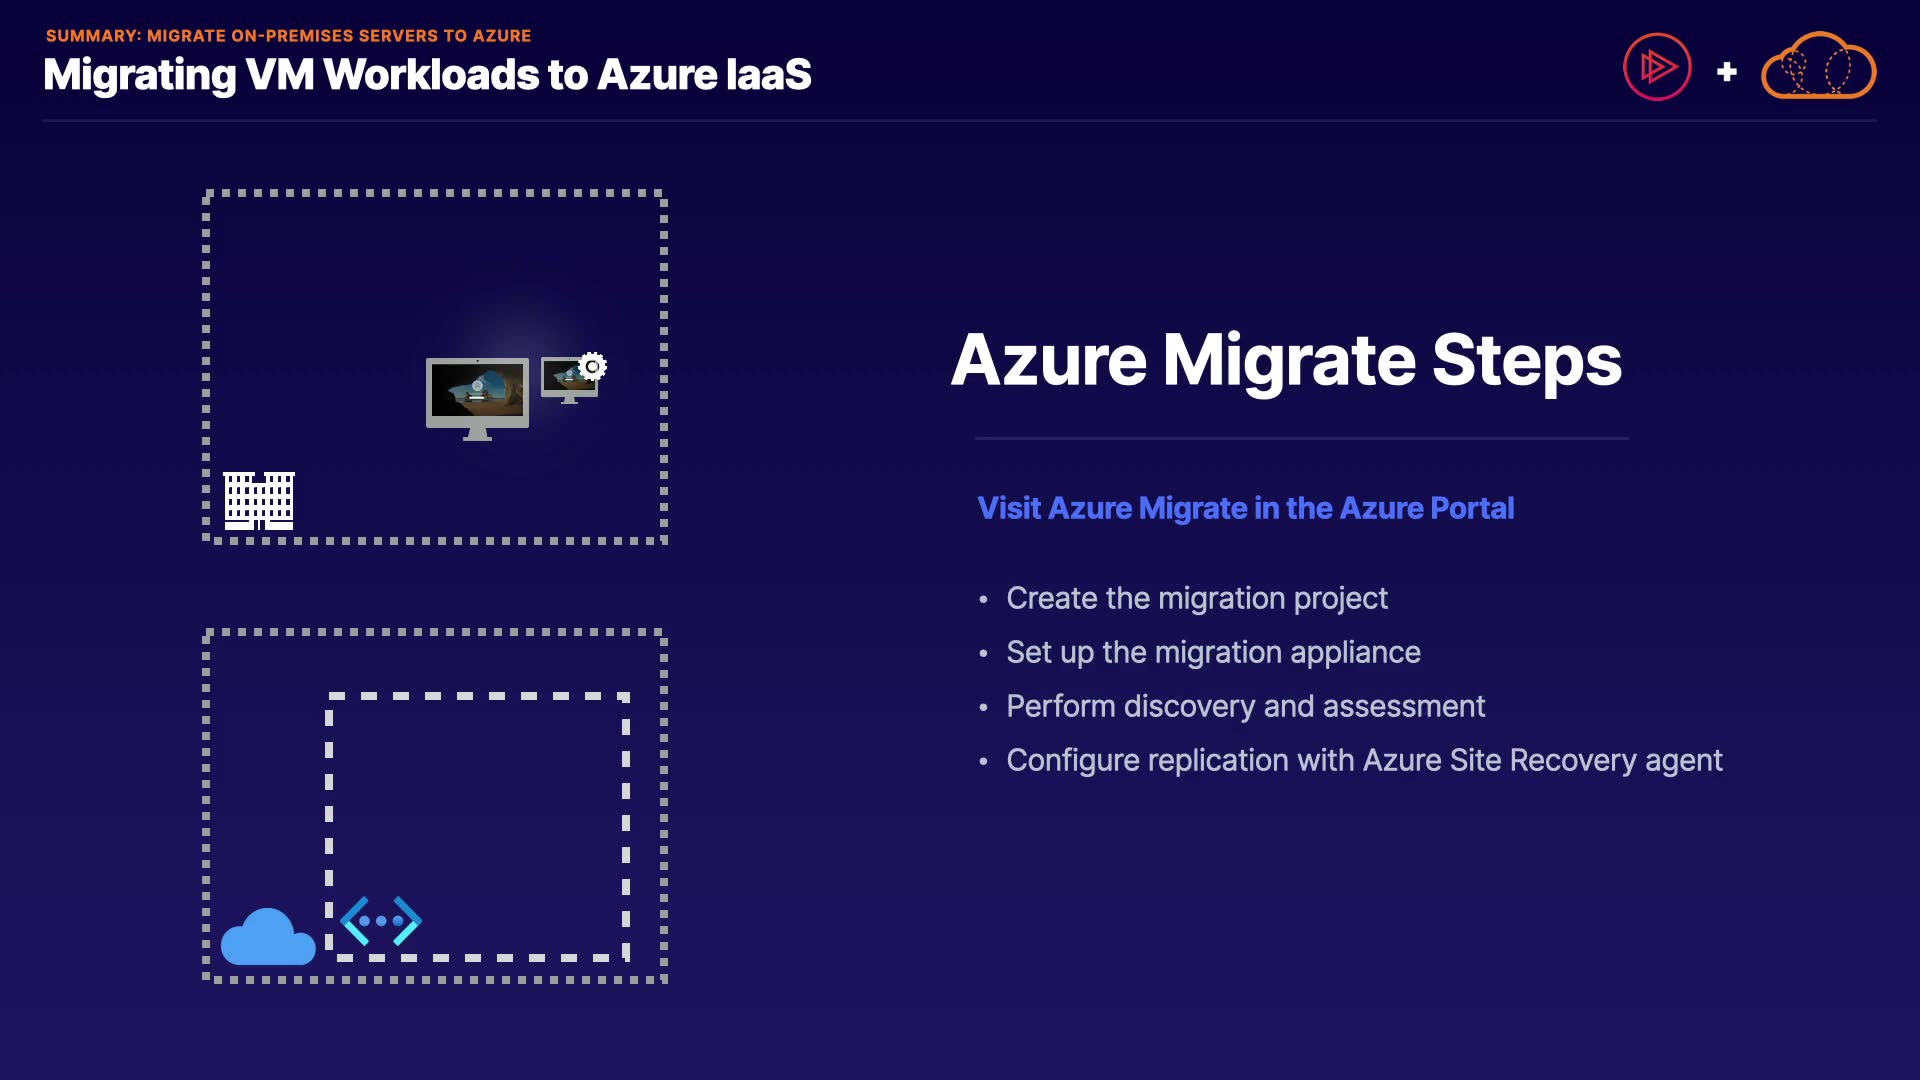 SUMMARY: MIGRATE ON-PREMISES SERVERS TO AZURE
Migrating VM Workloads to Azure IaaS
+
Azure Migrate Steps
Visit Azure Migrate in the Azure Portal
• Create the migration project
• Set up the migration appliance
• Perform discovery and assessment
• Configure replication with Azure Site Recovery agent